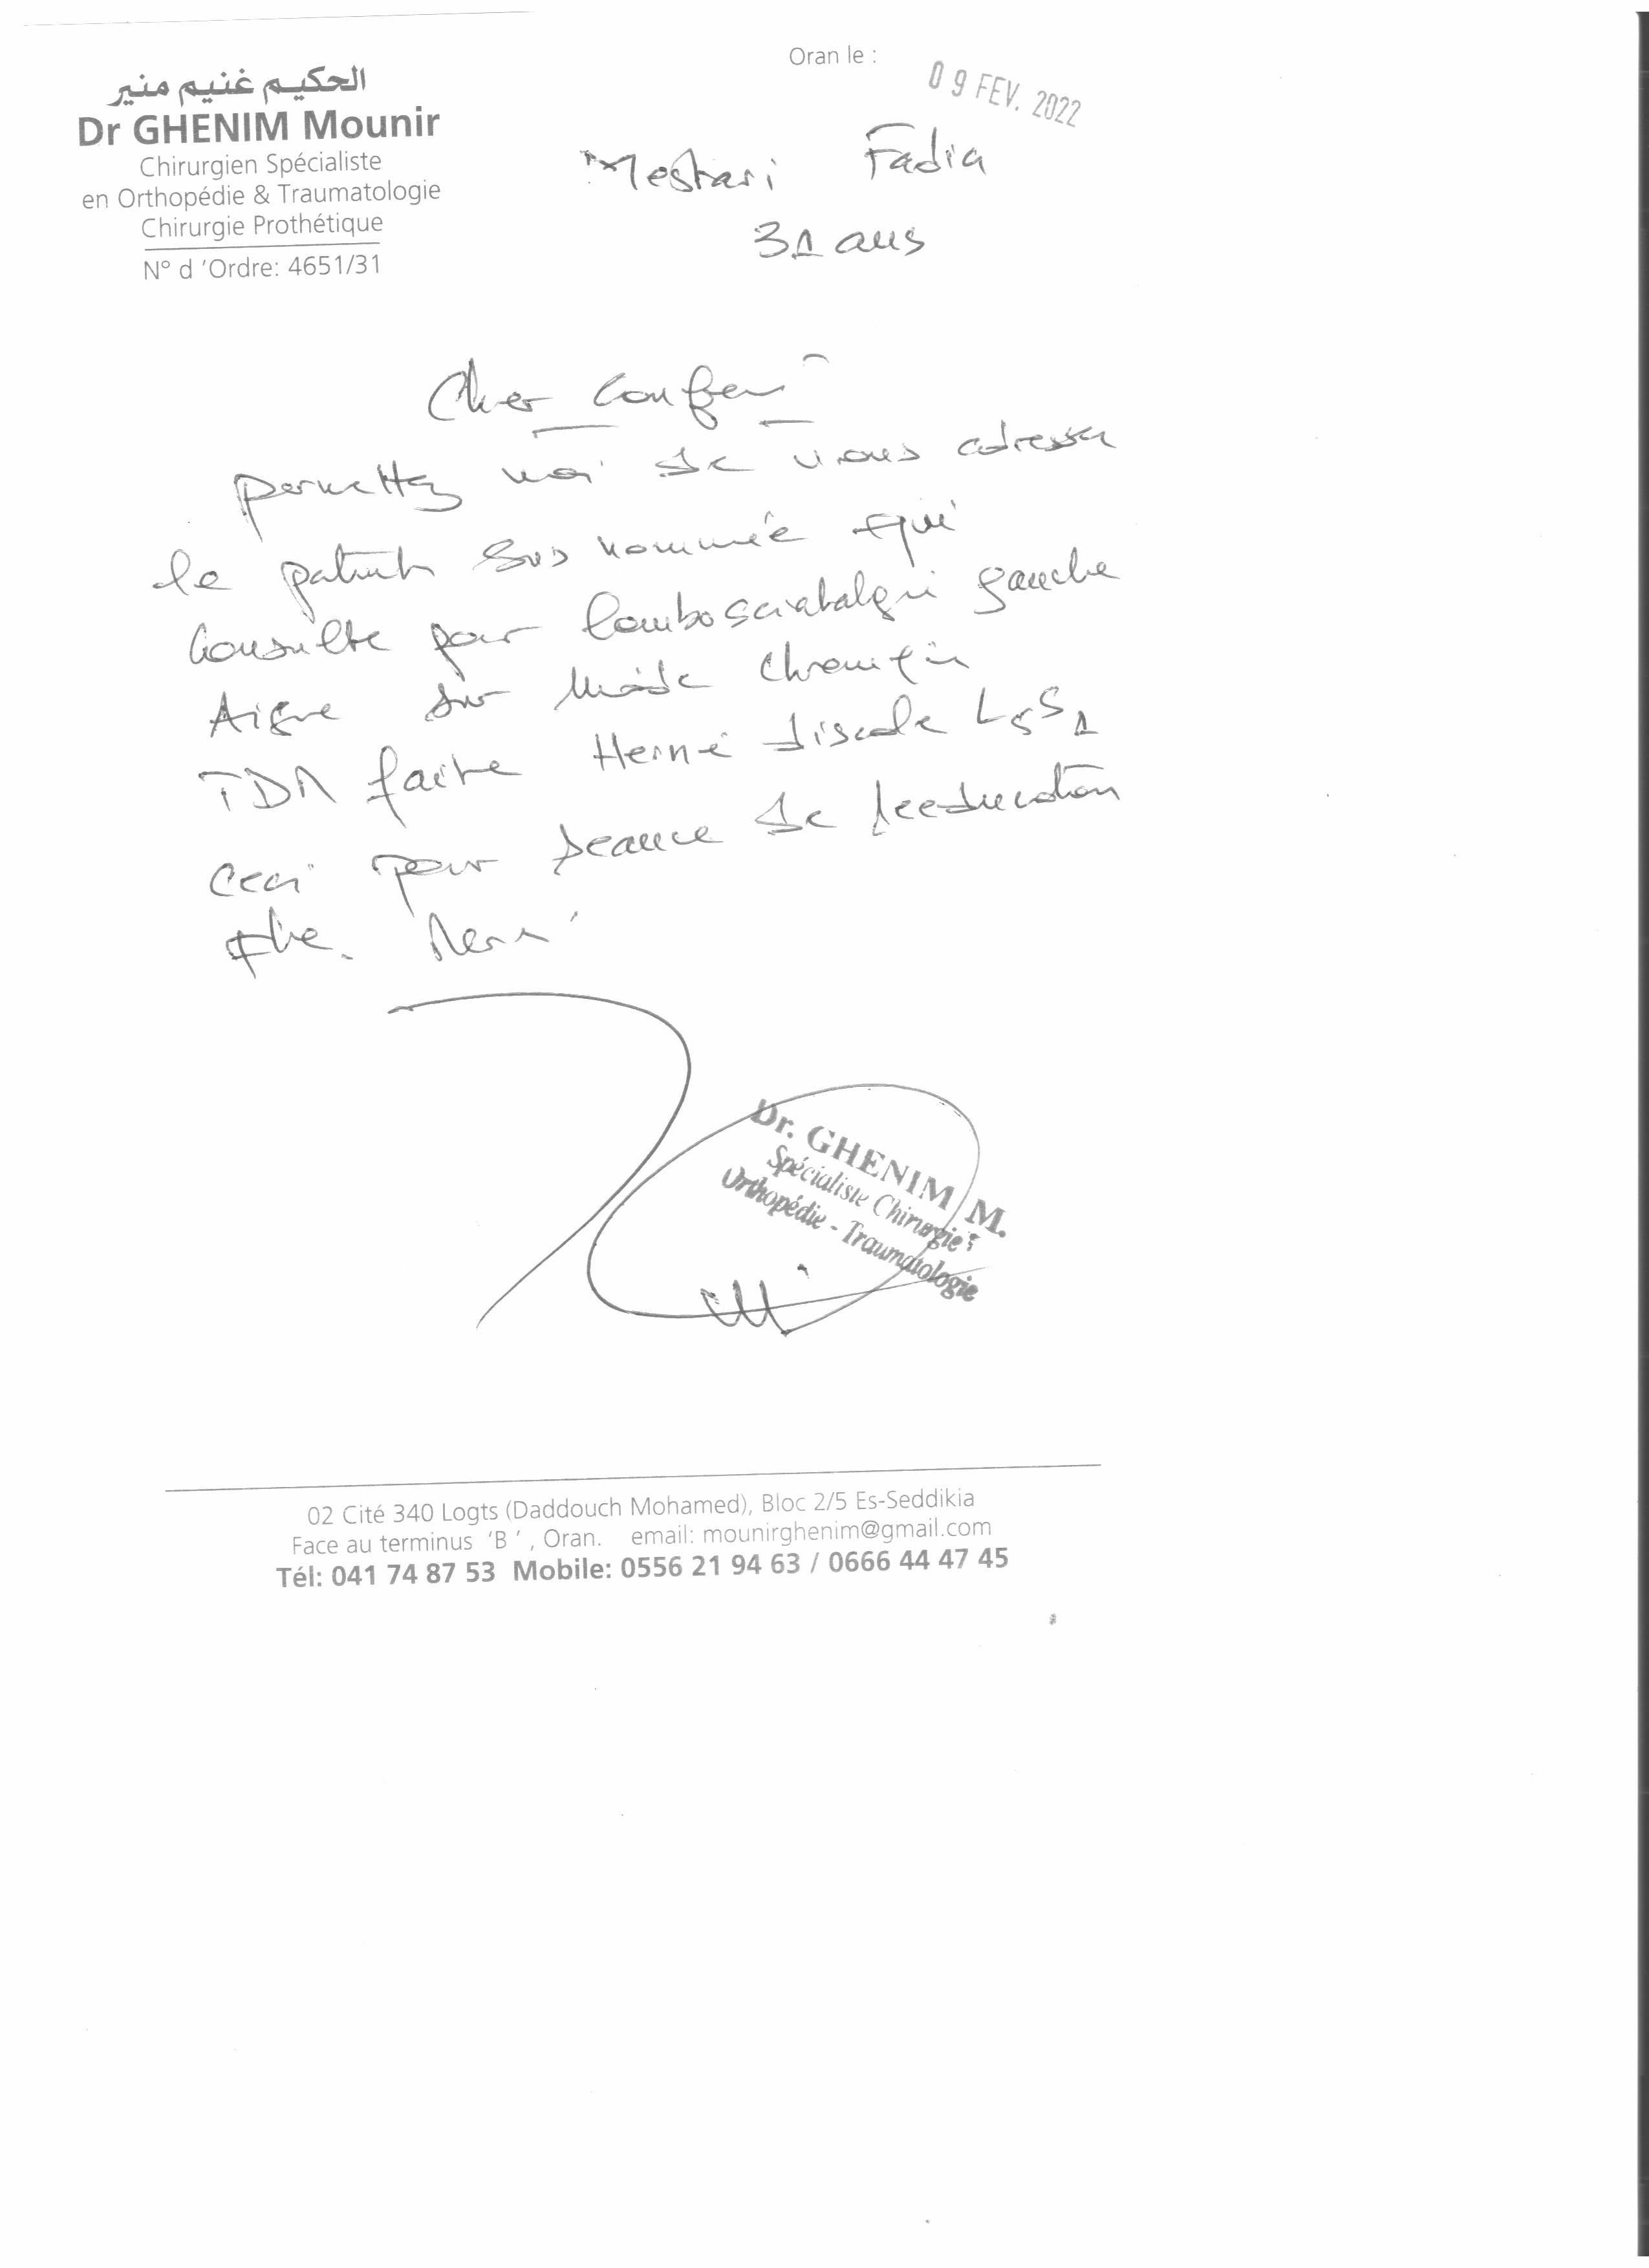 الحكيم غنيم منير
Dr GHENIM Mounir
Chirurgien Spécialiste
en Orthopédie & Traumatologie
Chirurgie Prothétique
N° d 'Ordre: 4651/31
Oran le :
09 FEV. 2022
Mestari Fadia
31 ans
Cher Confrer
permettez moi de vous adresser
le patient sus nommée qui
Consulte pour lombosciatalgie gauche
Aigue sur mode chronique
TDM faite Hernie discale L5S1
Ceci pour seance de reeducation
Merci
Dr. GHENIM M.
Spécialiste Chirurgie
Orthopédie - Traumatologie
02 Cité 340 Logts (Daddouch Mohamed), Bloc 2/5 Es-Seddikia
Face au terminus 'B ' , Oran. email: mounirghenim@gmail.com
Tél: 041 74 87 53 Mobile: 0556 21 94 63 / 0666 44 47 45